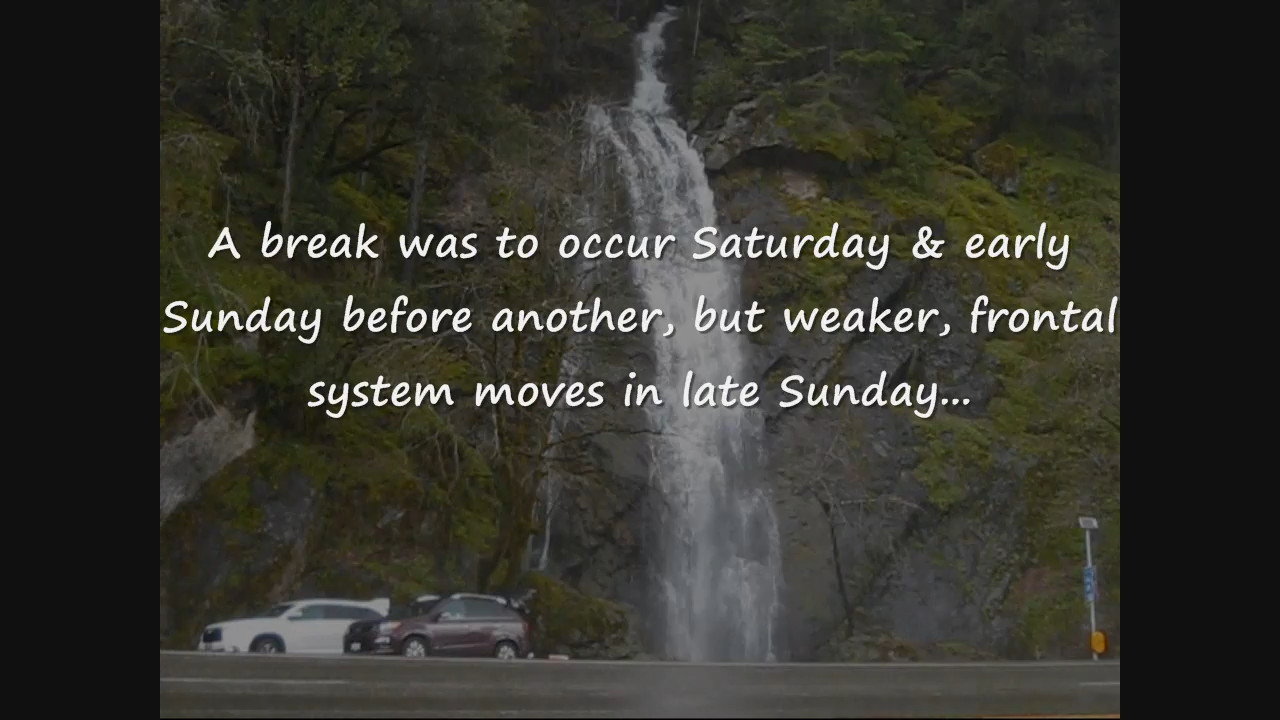 A break was to occur Saturday & early
Sunday before another, but weaker, frontal
system moves in late Sunday...